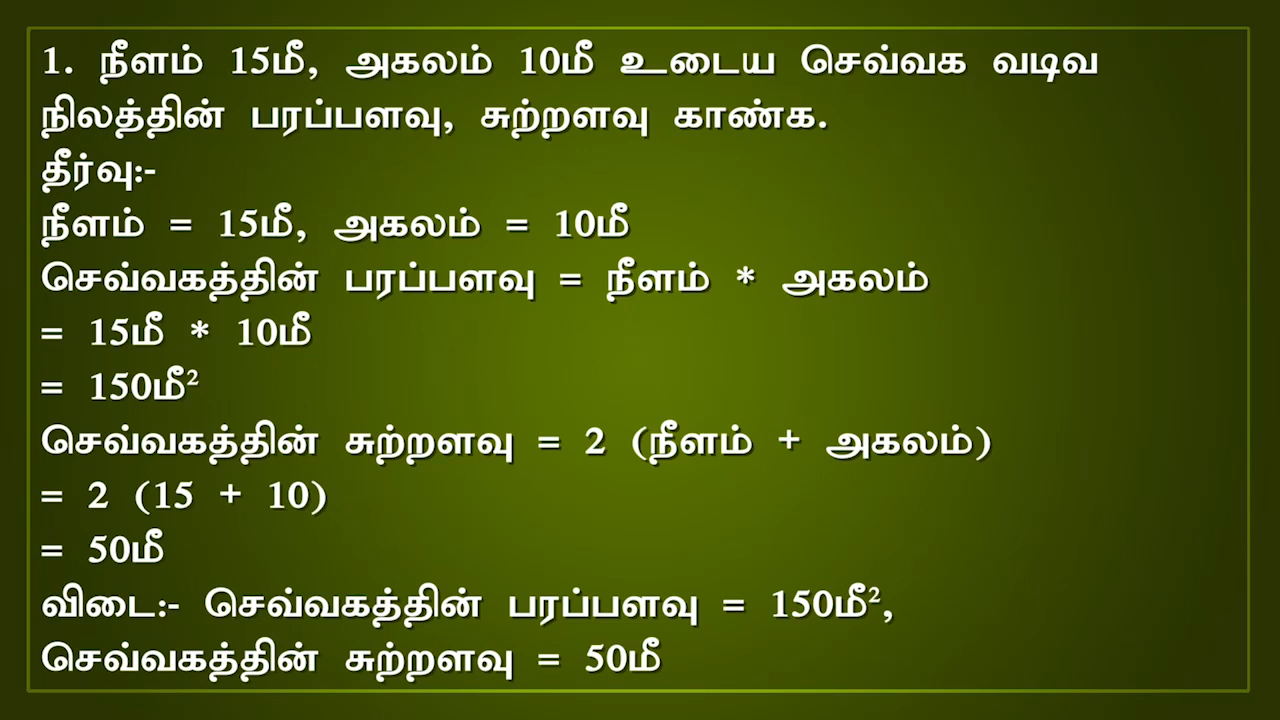 1. நீளம் 15மீ, அகலம் 10மீ உடைய செவ்வக வடிவ
நிலத்தின் பரப்பளவு, சுற்றளவு காண்க.
தீர்வு:-
நீளம் = 15மீ, அகலம் = 10மீ
செவ்வகத்தின் பரப்பளவு = நீளம் * அகலம்
= 15மீ * 10மீ
= 150மீ²
செவ்வகத்தின் சுற்றளவு = 2 (நீளம் + அகலம்)
= 2 (15 + 10)
= 50மீ
விடை:- செவ்வகத்தின் பரப்பளவு = 150மீ²,
செவ்வகத்தின் சுற்றளவு = 50மீ